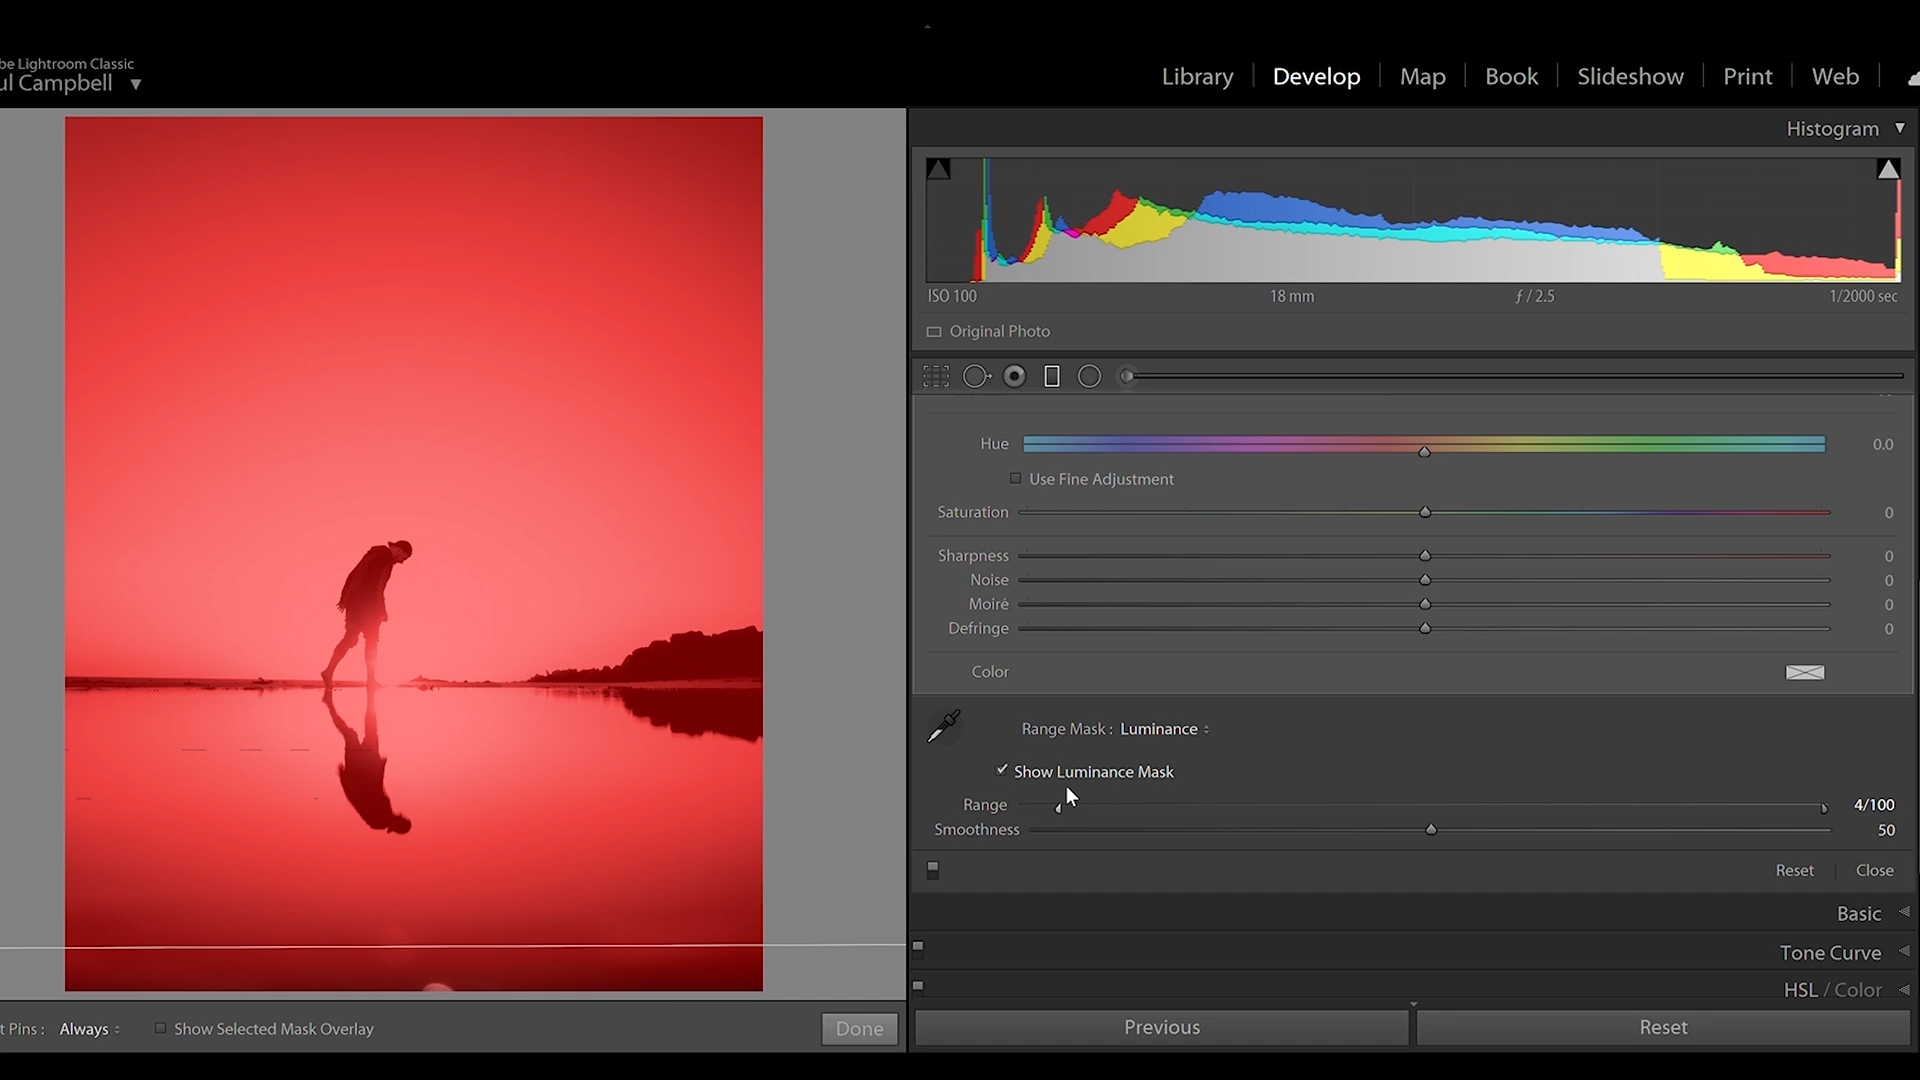 be Lightroom Classic
ul Campbell
Library
Develop
Map
Book
Slideshow
Print
Web
Histogram
ISO 100
18 mm
ƒ / 2.5
1/2000 sec
Original Photo
Hue
0.0
Use Fine Adjustment
Saturation
0
Sharpness
0
Noise
0
Moiré
0
Defringe
0
Color
Range Mask : Luminance
Show Luminance Mask
Range
4/100
Smoothness
50
Reset
Close
Basic
Tone Curve
HSL / Color
t Pins : Always
Show Selected Mask Overlay
Done
Previous
Reset